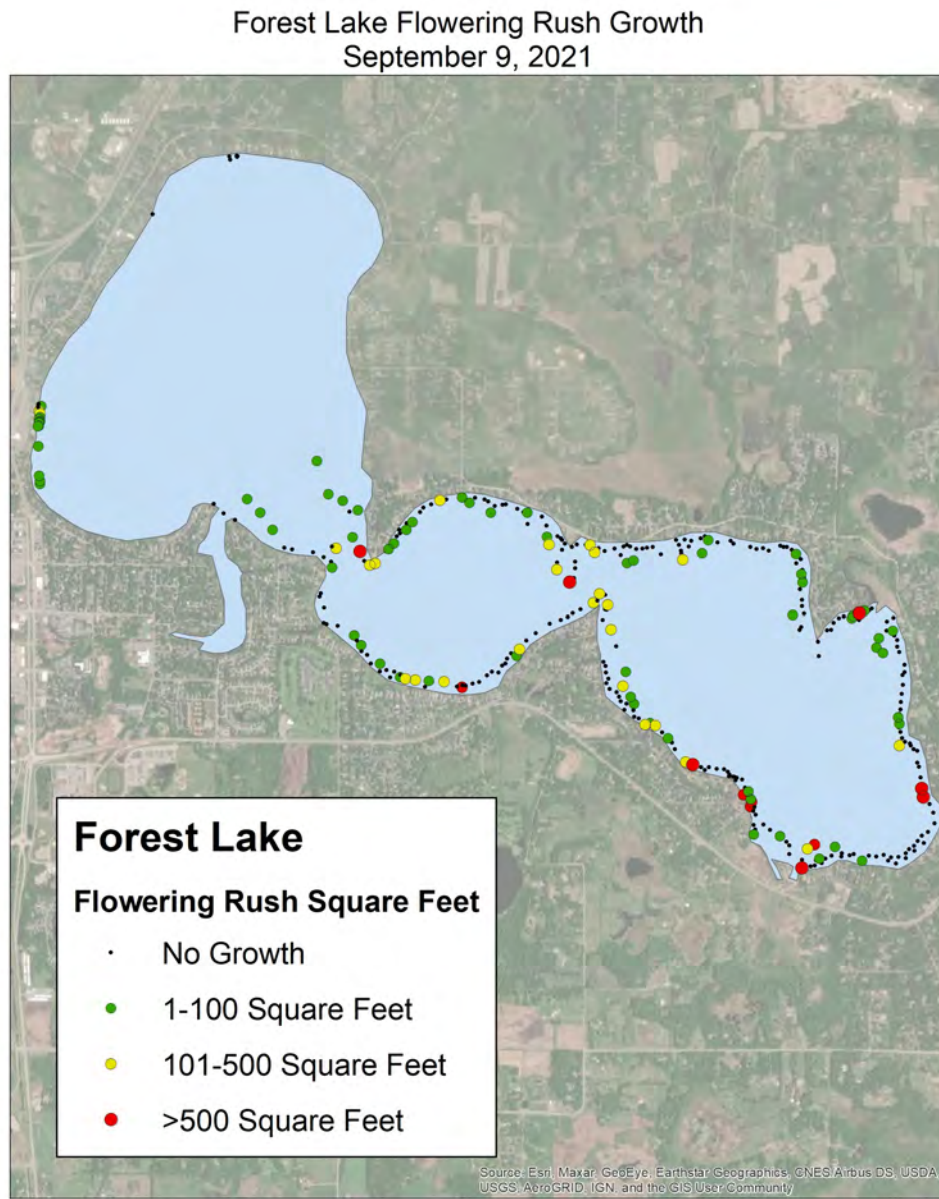 Forest Lake Flowering Rush Growth
September 9, 2021
Forest Lake
Flowering Rush Square Feet
No Growth
1-100 Square Feet
101-500 Square Feet
>500 Square Feet
Source: Esri, Maxar, GeoEye, Earthstar Geographics, CNES/Airbus DS, USDA,
USGS, AeroGRID, IGN, and the GIS User Community